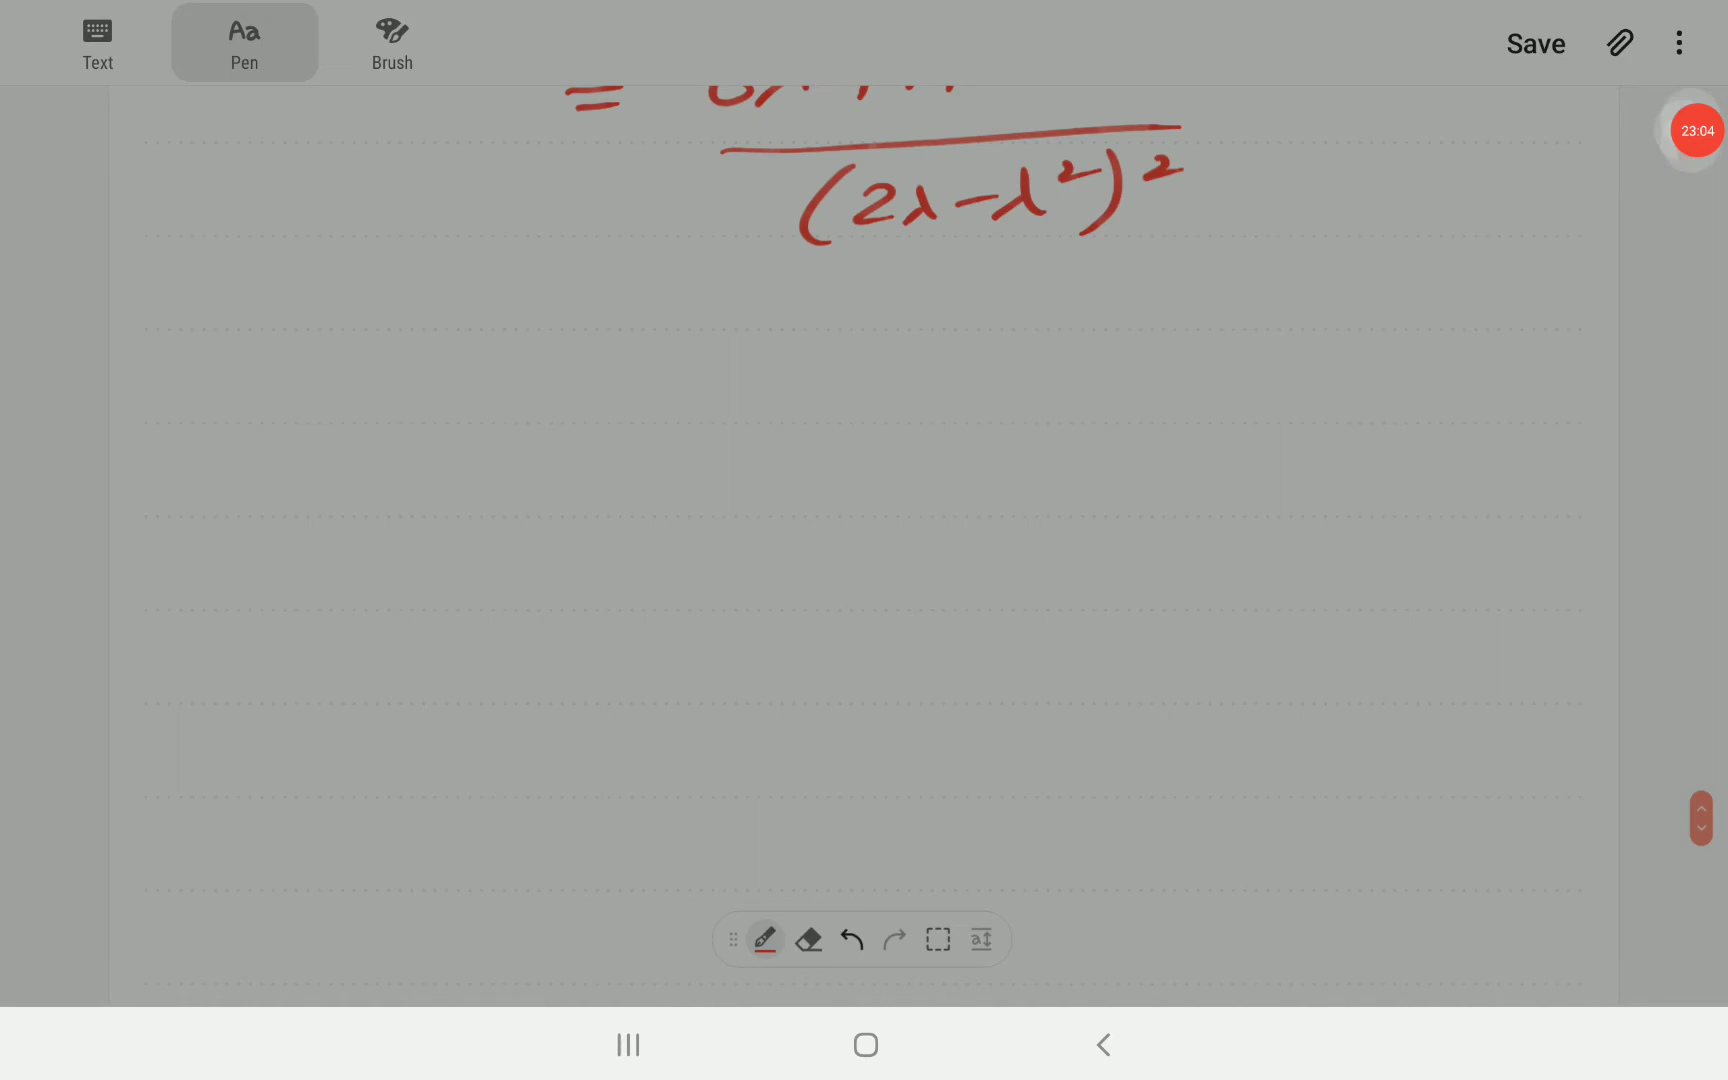 Text
Pen
Brush
Save
23:04
=
(2λ-λ²)²